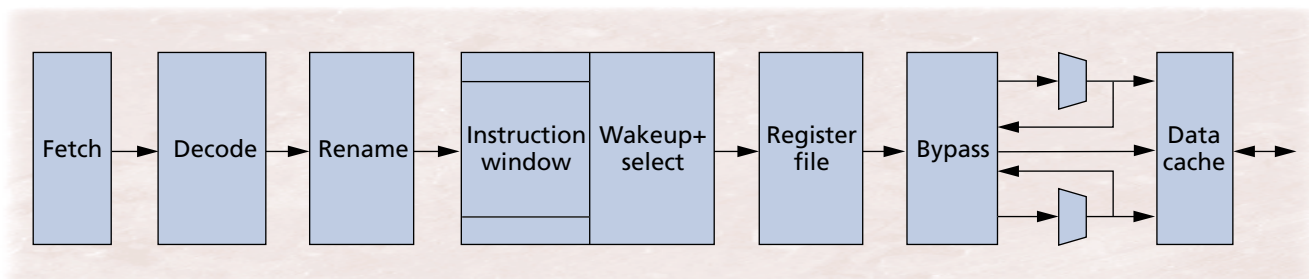 Fetch
Decode
Rename
Instruction
window
Wakeup+
select
Register
file
Bypass
Data
cache